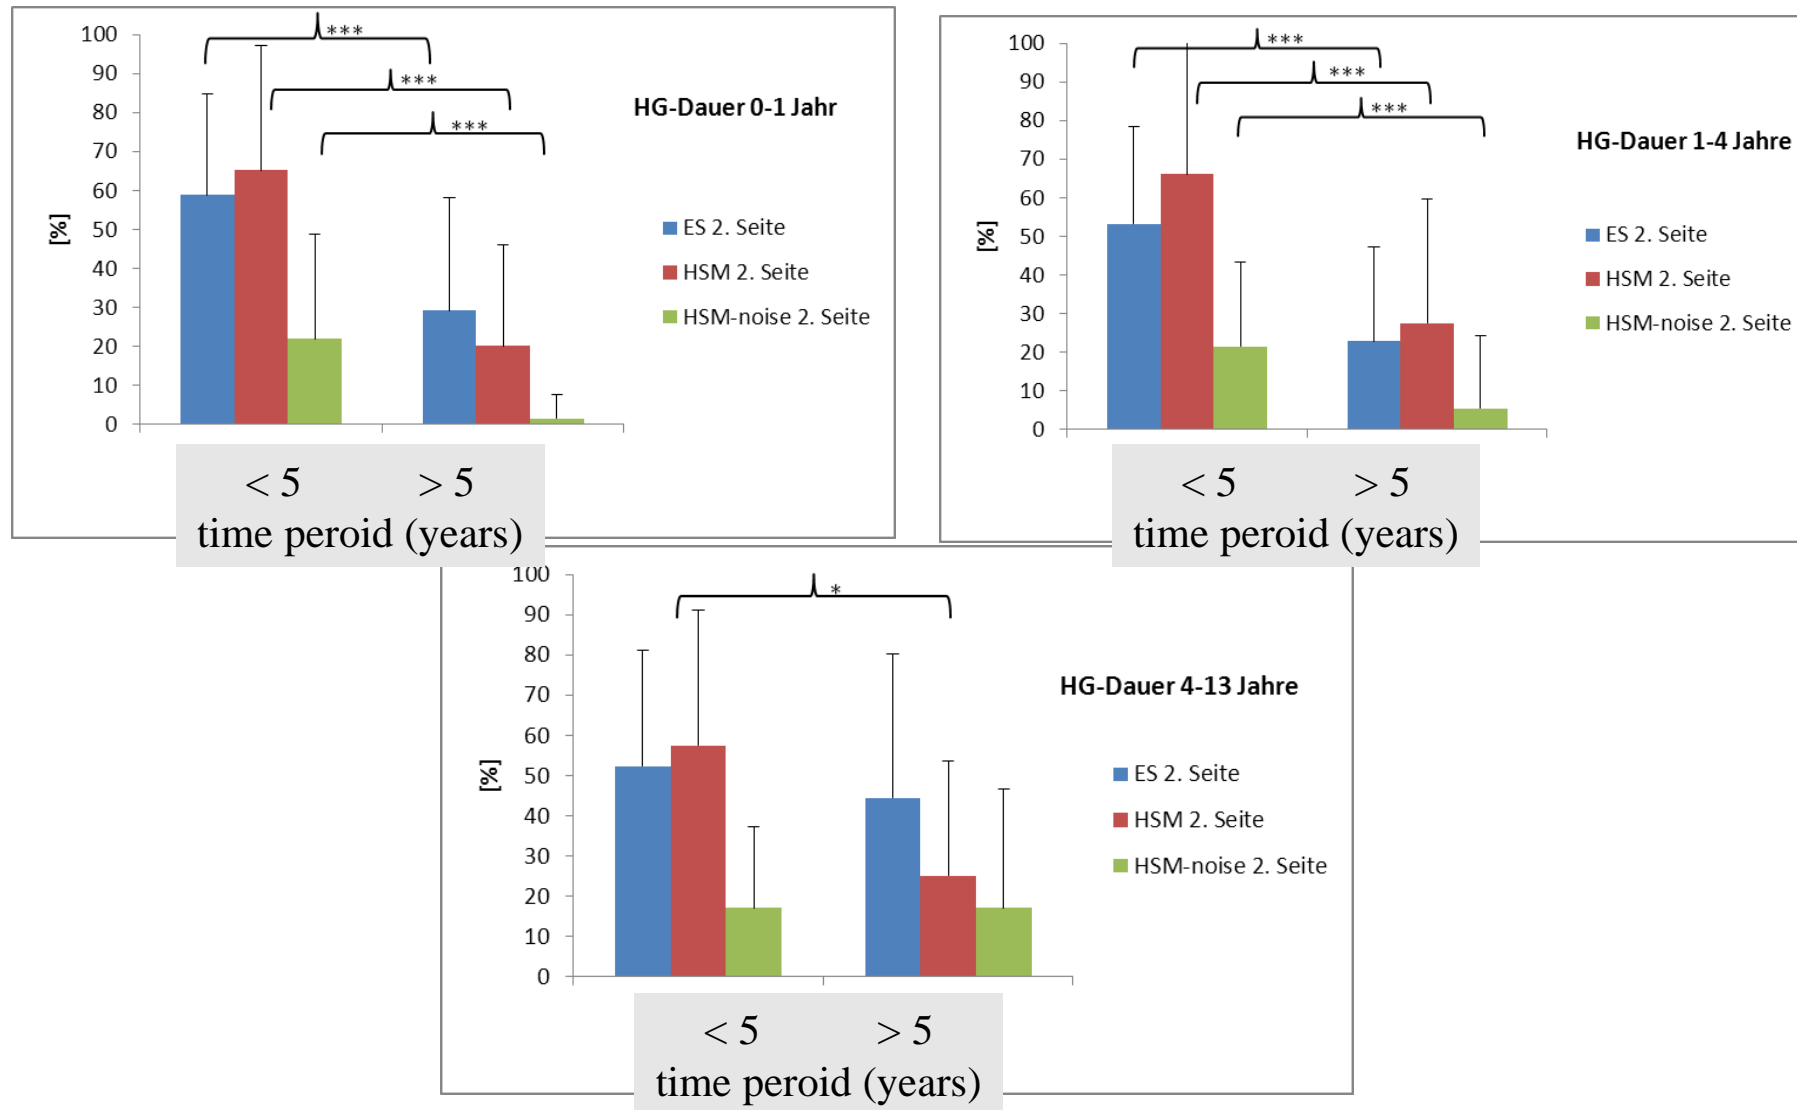 100
90
80
70
60
50
40
30
20
10
0
[%]
***
***
***
HG-Dauer 0-1 Jahr
ES 2. Seite
HSM 2. Seite
HSM-noise 2. Seite
< 5 > 5
time peroid (years)
100
90
80
70
60
50
40
30
20
10
0
[%]
***
***
***
HG-Dauer 1-4 Jahre
ES 2. Seite
HSM 2. Seite
HSM-noise 2. Seite
< 5 > 5
time peroid (years)
100
90
80
70
60
50
40
30
20
10
0
[%]
*
HG-Dauer 4-13 Jahre
ES 2. Seite
HSM 2. Seite
HSM-noise 2. Seite
< 5 > 5
time peroid (years)